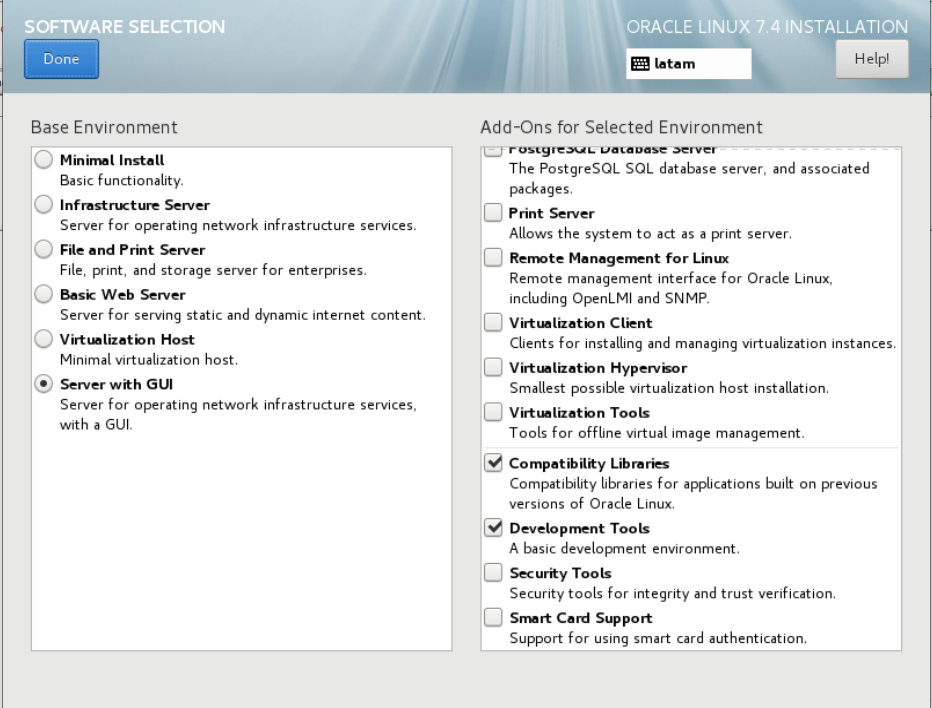 SOFTWARE SELECTION
ORACLE LINUX 7.4 INSTALLATION
Done
latam
Help!
Base Environment
Minimal Install
Basic functionality.
Infrastructure Server
Server for operating network infrastructure services.
File and Print Server
File, print, and storage server for enterprises.
Basic Web Server
Server for serving static and dynamic internet content.
Virtualization Host
Minimal virtualization host.
Server with GUI
Server for operating network infrastructure services,
with a GUI.
Add-Ons for Selected Environment
PostgreSQL Database Server
The PostgreSQL SQL database server, and associated
packages.
Print Server
Allows the system to act as a print server.
Remote Management for Linux
Remote management interface for Oracle Linux,
including OpenLMI and SNMP.
Virtualization Client
Clients for installing and managing virtualization instances.
Virtualization Hypervisor
Smallest possible virtualization host installation.
Virtualization Tools
Tools for offline virtual image management.
Compatibility Libraries
Compatibility libraries for applications built on previous
versions of Oracle Linux.
Development Tools
A basic development environment.
Security Tools
Security tools for integrity and trust verification.
Smart Card Support
Support for using smart card authentication.